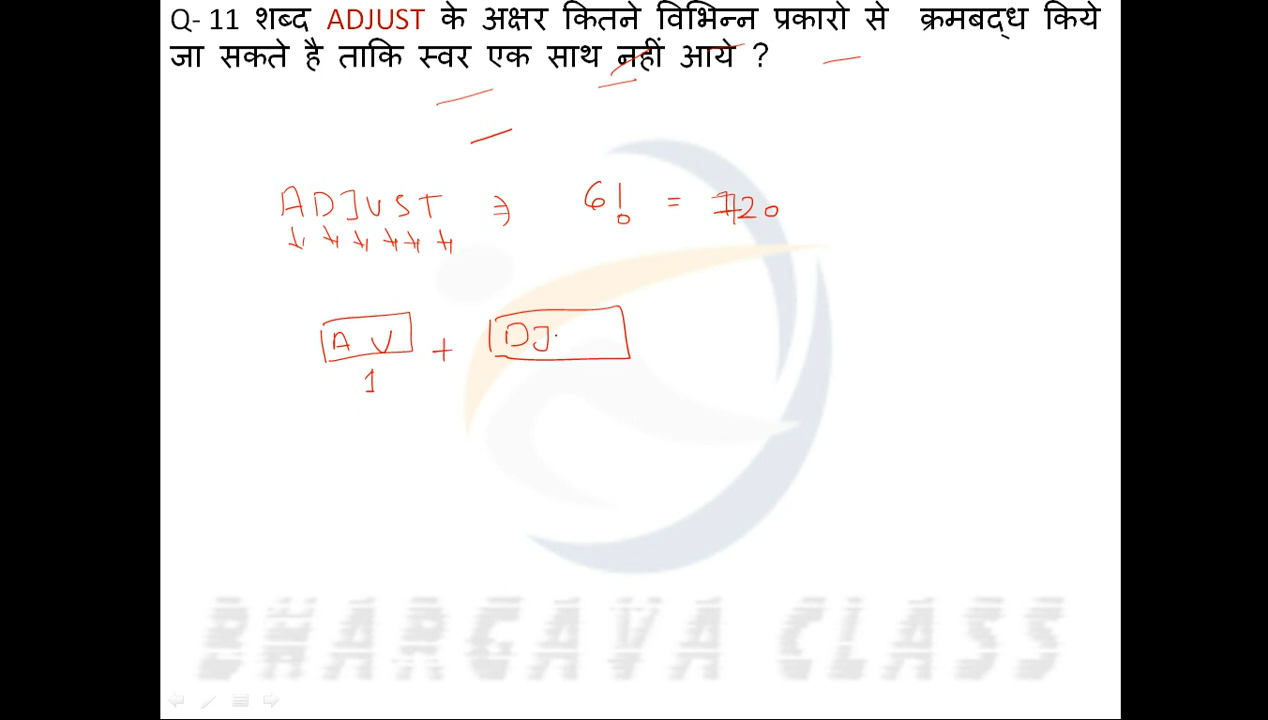 Q- 11 शब्द ADJUST के अक्षर कितने विभिन्न प्रकारो से क्रमबद्ध किये
जा सकते है ताकि स्वर एक साथ नहीं आये ?
ADJUST ⇒ 6! = 720
A U + DJ
1
BHARGAVA CLASS